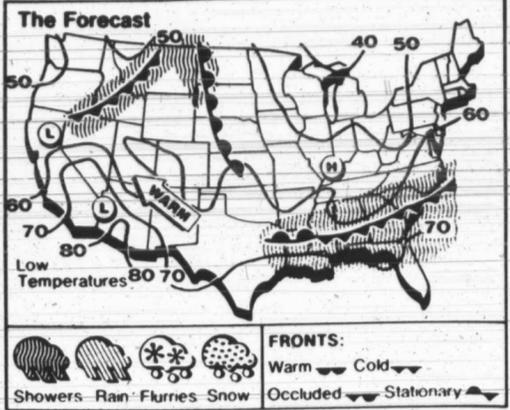 The Forecast
50
40
50
50
60
L
H
WARM
60
L
70
70
80
80
70
Low
Temperatures
Showers
Rain
Flurries
Snow
FRONTS:
Warm
Cold
Occluded
Stationary